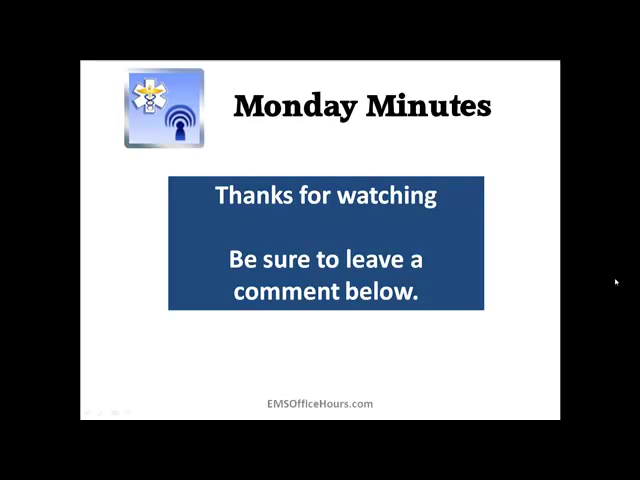 Monday Minutes
Thanks for watching
Be sure to leave a
comment below.
EMSOfficeHours.com